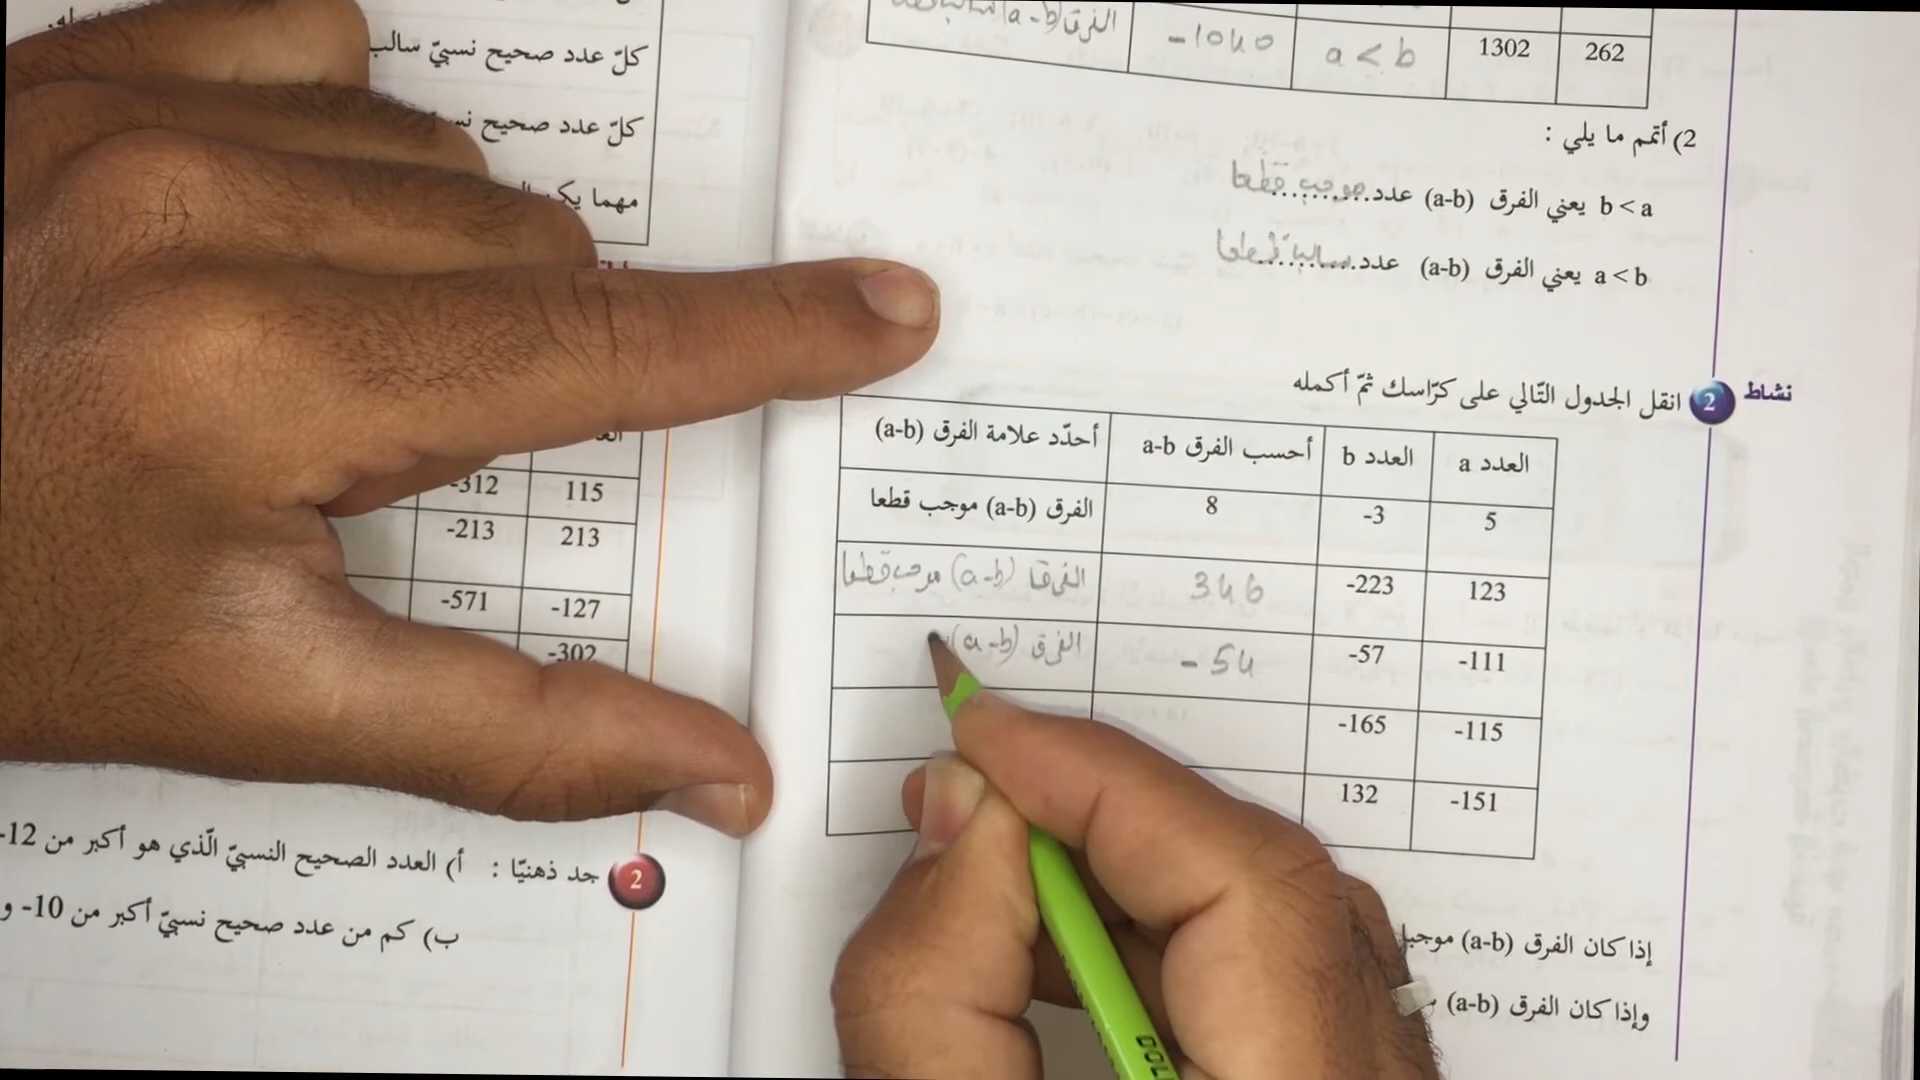 262 1302 a < b -1040 الفرق (a-b)
2) أتمم ما يلي :
b < a يعني الفرق (a-b) عدد..........موجب قطعا
a < b يعني الفرق (a-b) عدد..........سالبا قطعا
نشاط 2 انقل الجدول التّالي على كرّاسك ثمّ أكمله
العدد a العدد b أحسب الفرق a-b أحدّد علامة الفرق (a-b)
5 -3 8 الفرق (a-b) موجب قطعا
123 -223 346 الفرق (a-b) موجب قطعا
-111 -57 -54 الفرق (a-b)
-115 -165
-151 132
إذا كان الفرق (a-b) موجبا
وإذا كان الفرق (a-b)
كلّ عدد صحيح نسبيّ سالب
كلّ عدد صحيح
مهما يكن
115 -312
213 -213
-127 -571
-302
2 جد ذهنيّا : أ) العدد الصحيح النسبيّ الّذي هو أكبر من 12-
ب) كم من عدد صحيح نسبيّ أكبر من 10- و